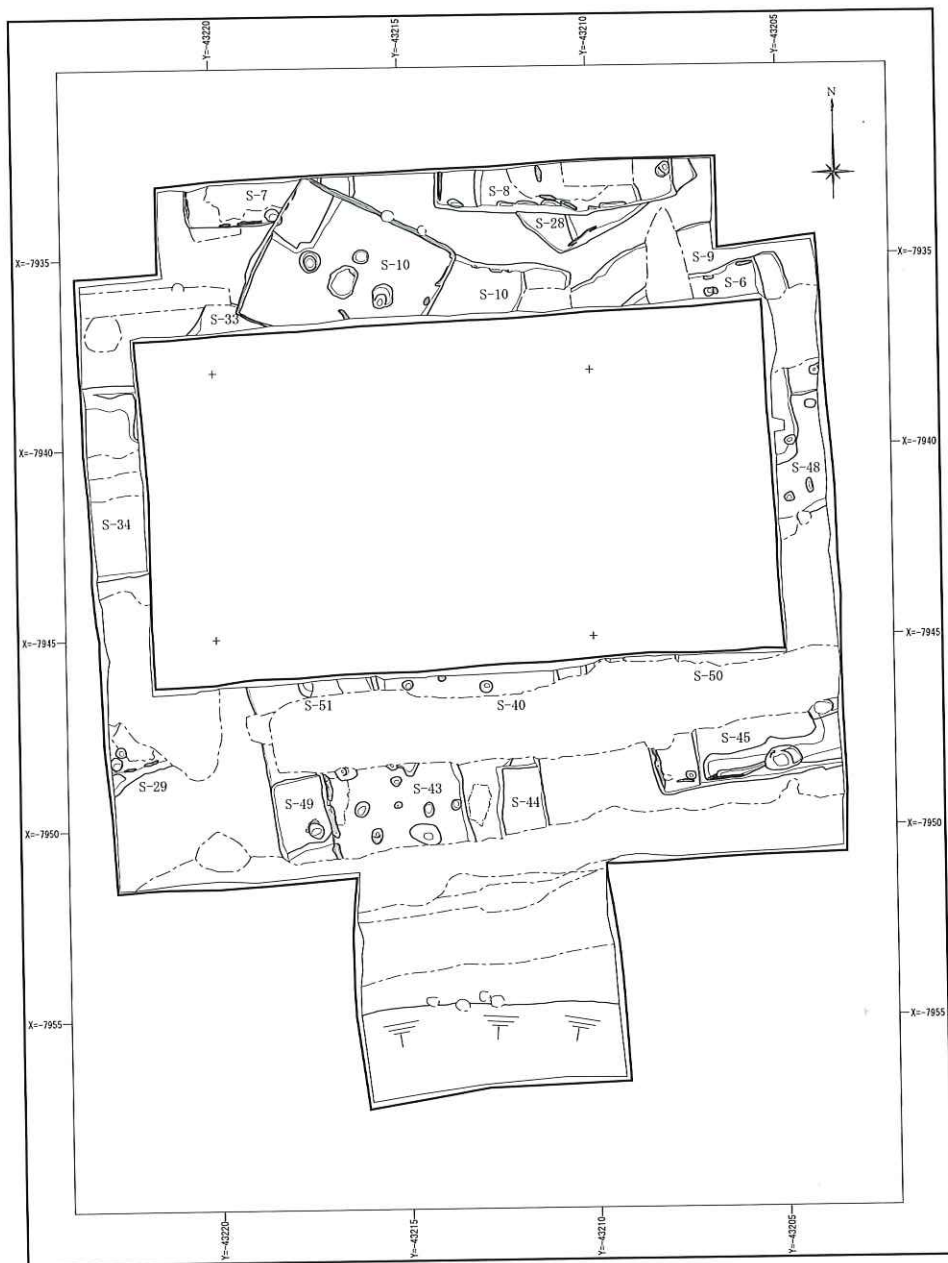 Y=-43220
Y=-43215
Y=-43210
Y=-43205
N
S-7
S-8
S-28
S-9
X=-7935
S-10
S-10
S-6
X=-7935
S-33
X=-7940
X=-7940
S-48
S-34
X=-7945
X=-7945
S-51
S-40
S-50
S-45
S-29
S-49
S-43
S-44
X=-7950
X=-7950
X=-7955
X=-7955
Y=-43220
Y=-43215
Y=-43210
Y=-43205